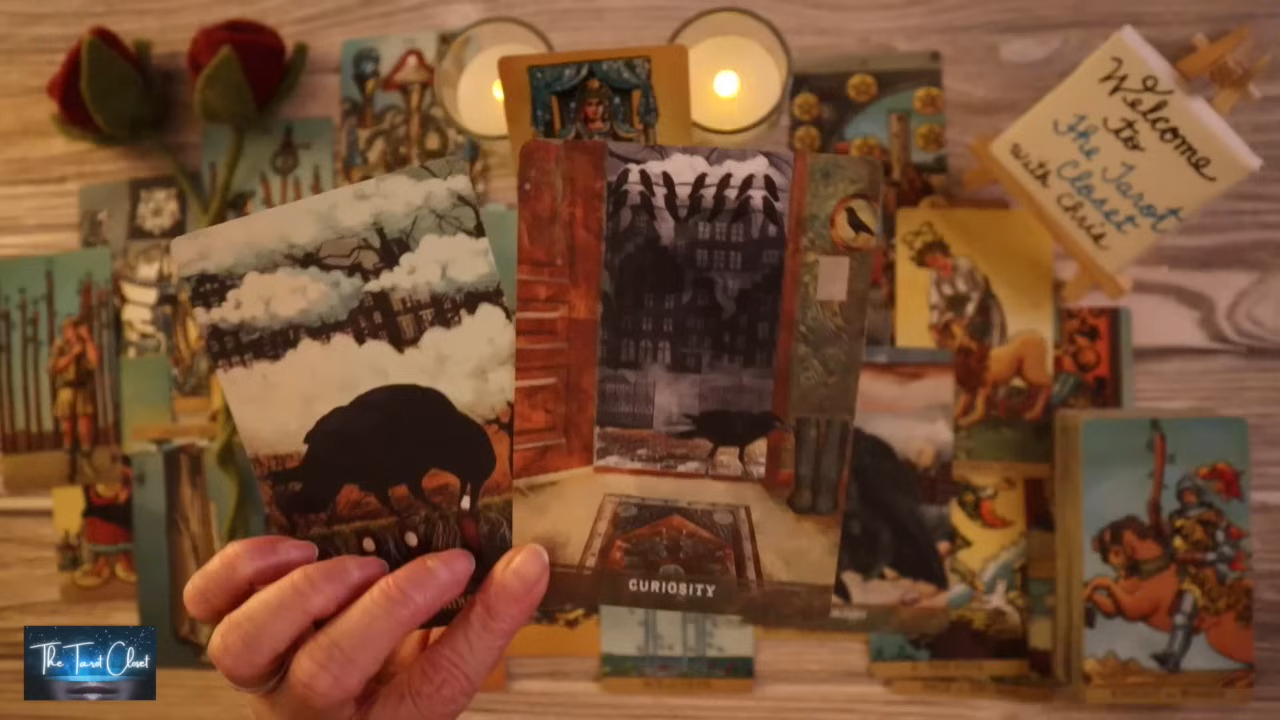 Welcome
to
The Tarot
Closet
with Chris
CURIOSITY
The Tarot Closet